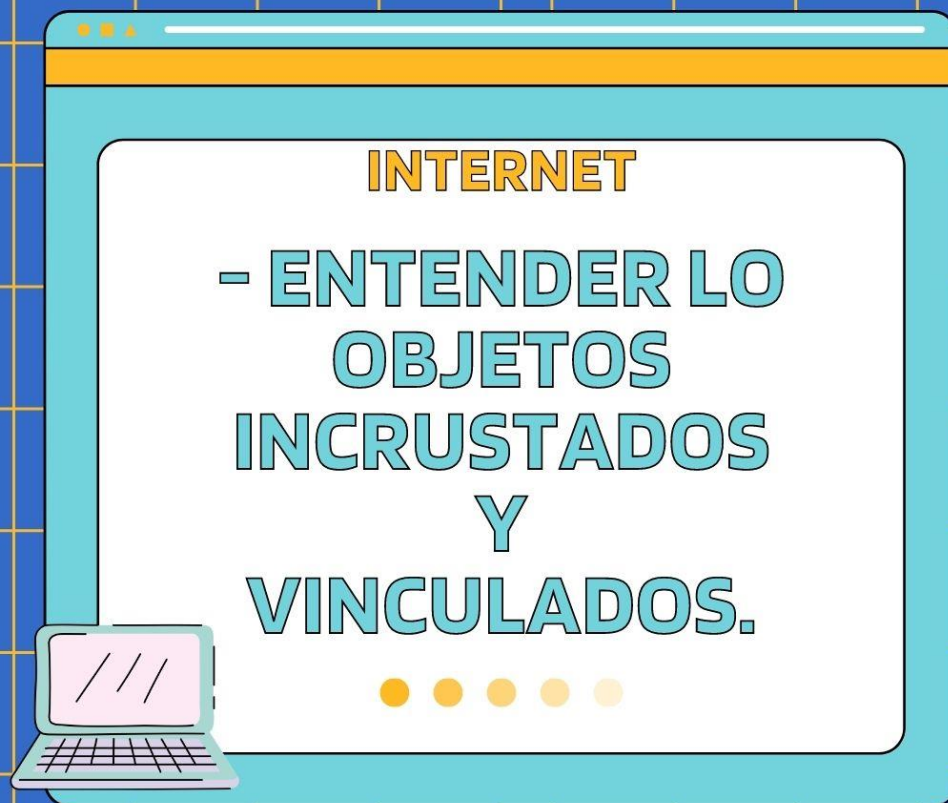 INTERNET
- ENTENDER LO
OBJETOS
INCRUSTADOS
Y
VINCULADOS.